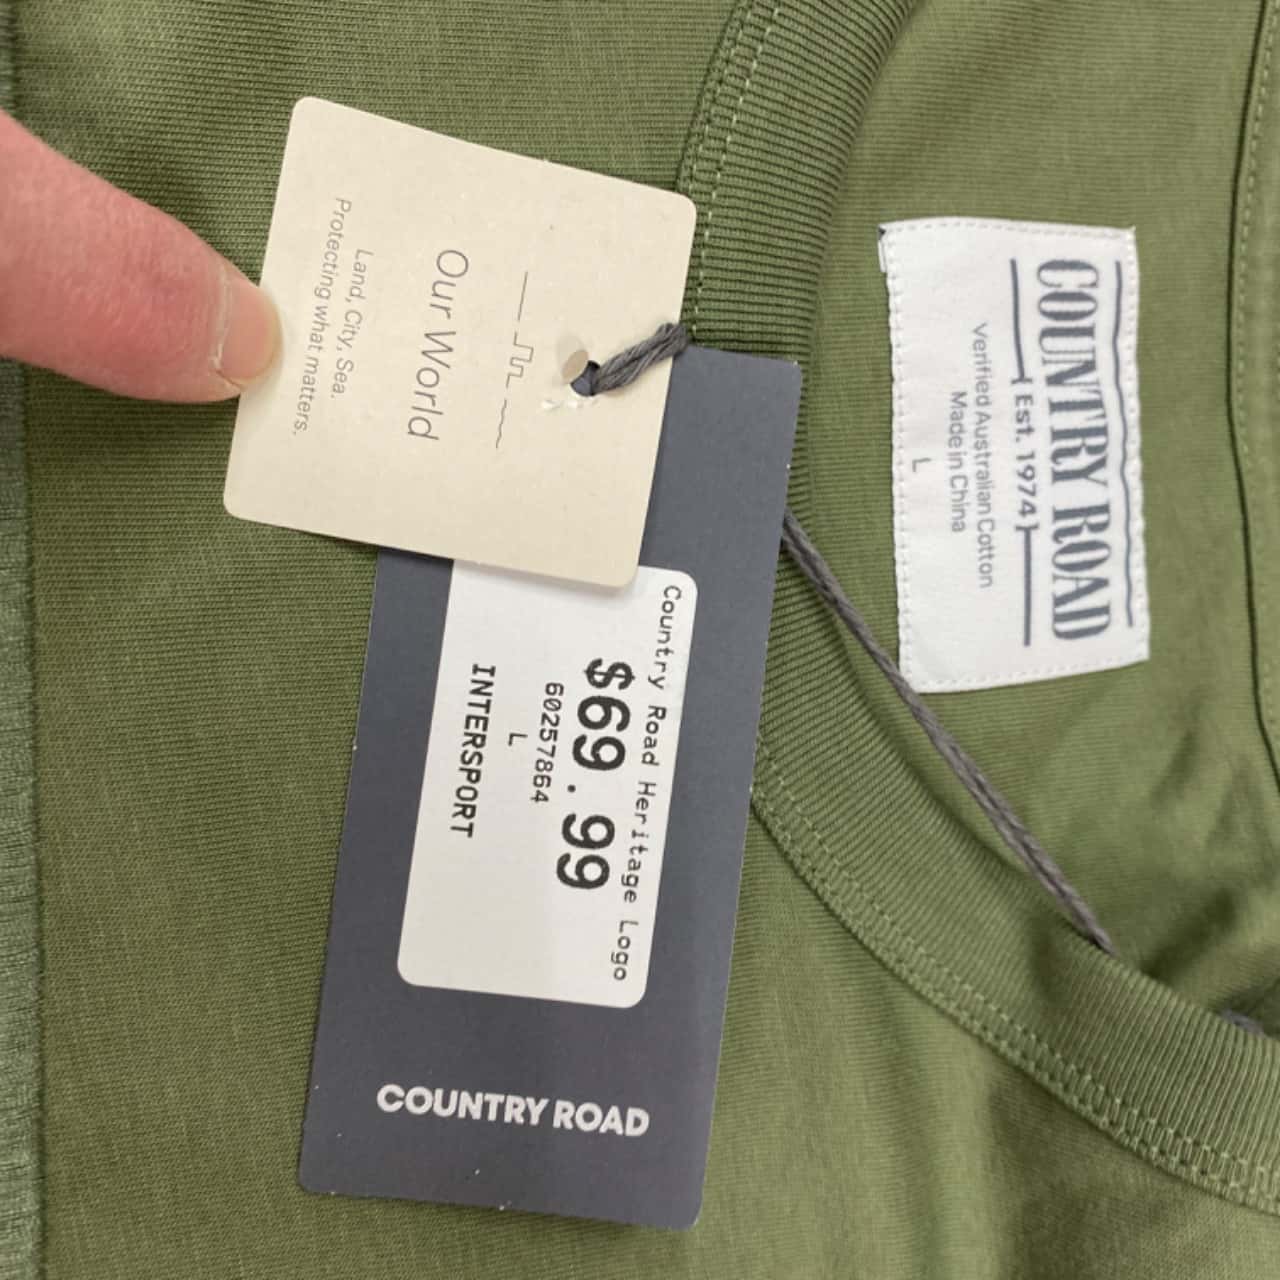 Our World
Land, City, Sea.
Protecting what matters.
Country Road Heritage Logo
$69.99
60257864
L
INTERSPORT
COUNTRY ROAD
COUNTRY ROAD
Est. 1974
Verified Australian Cotton
Made in China
L